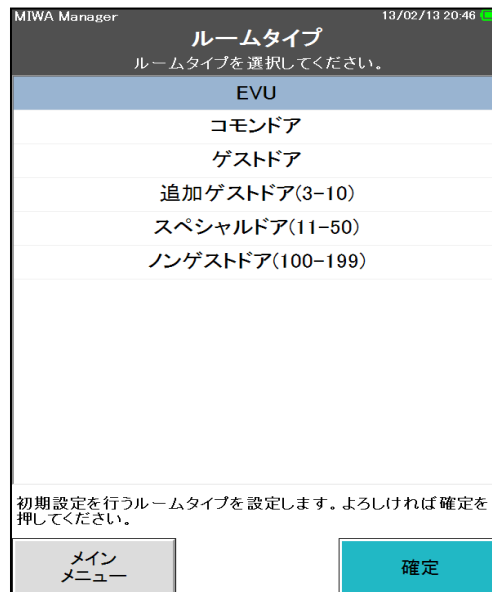 MIWA Manager 13/02/13 20:46
ルームタイプ
ルームタイプを選択してください。
EVU
コモンドア
ゲストドア
追加ゲストドア(3-10)
スペシャルドア(11-50)
ノンゲストドア(100-199)
初期設定を行うルームタイプを設定します。よろしければ確定を
押してください。
メイン
メニュー
確定